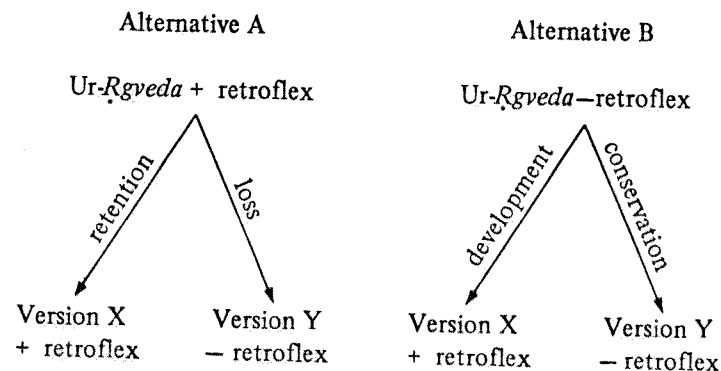 Alternative A
Ur-Ṛgveda + retroflex
retention
loss
Version X
+ retroflex
Version Y
– retroflex
Alternative B
Ur-Ṛgveda—retroflex
development
conservation
Version X
+ retroflex
Version Y
– retroflex